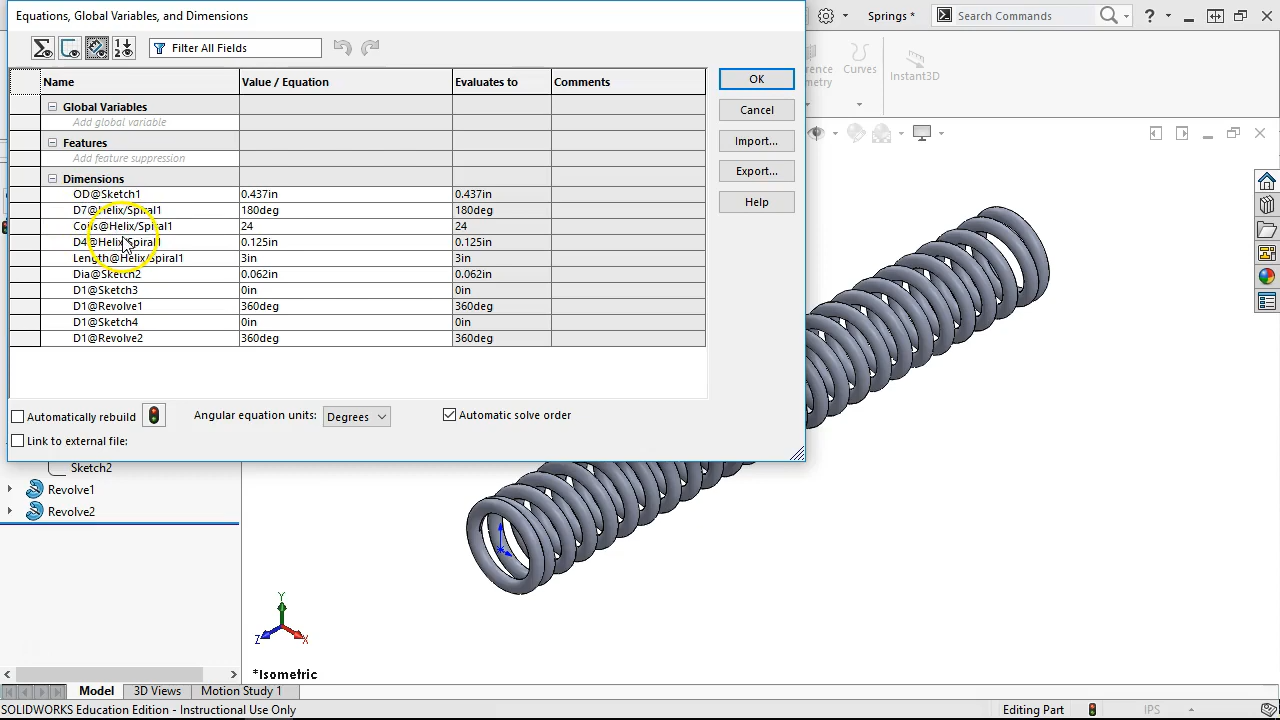 Equations, Global Variables, and Dimensions
Springs *
Search Commands
?
Filter All Fields
Name Value / Equation Evaluates to Comments
Global Variables
Add global variable
Features
Add feature suppression
Dimensions
OD@Sketch1 0.437in 0.437in
D7@Helix/Spiral1 180deg 180deg
Coils@Helix/Spiral1 24 24
D4@Helix/Spiral1 0.125in 0.125in
Length@Helix/Spiral1 3in 3in
Dia@Sketch2 0.062in 0.062in
D1@Sketch3 0in 0in
D1@Revolve1 360deg 360deg
D1@Sketch4 0in 0in
D1@Revolve2 360deg 360deg
OK
Cancel
Import...
Export...
Help
Automatically rebuild
Angular equation units: Degrees
Automatic solve order
Link to external file:
Curves
Instant3D
Sketch2
Revolve1
Revolve2
Y
Z
X
*Isometric
Model
3D Views
Motion Study 1
SOLIDWORKS Education Edition - Instructional Use Only
Editing Part
IPS